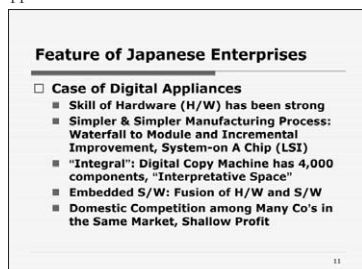 Feature of Japanese Enterprises
Case of Digital Appliances
Skill of Hardware (H/W) has been strong
Simpler & Simpler Manufacturing Process:
Waterfall to Module and Incremental
Improvement, System-on A Chip (LSI)
“Integral”: Digital Copy Machine has 4,000
components, “Interpretative Space”
Embedded S/W: Fusion of H/W and S/W
Domestic Competition among Many Co's in
the Same Market, Shallow Profit
11